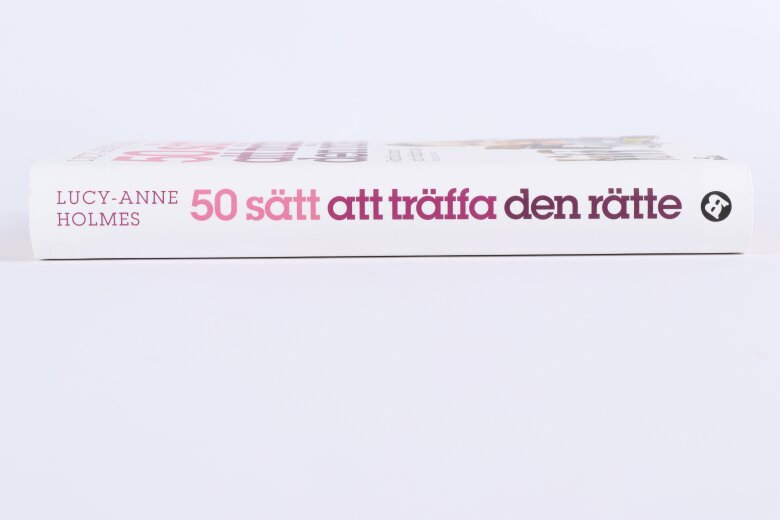 LUCY-ANNE
HOLMES
50 sätt att träffa den rätte